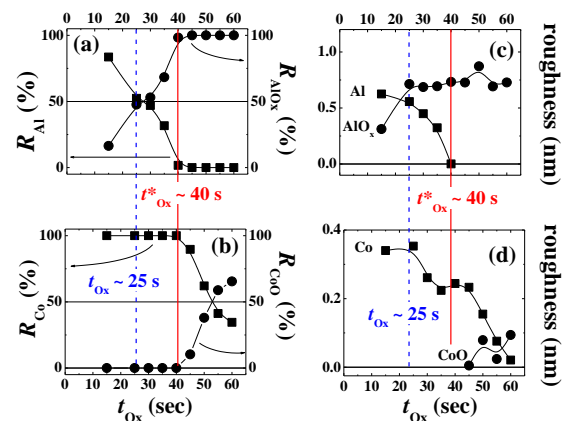 0 10 20 30 40 50 60
0 10 20 30 40 50 60
(a)
100
50
0
R_Al (%)
100
50
0
R_AlOx (%)
(c)
1.0
0.5
0.0
Al
AlO_x
roughness (nm)
t*_Ox ~ 40 s
t*_Ox ~ 40 s
(b)
100
50
0
R_Co (%)
100
50
0
R_CoO (%)
t_Ox ~ 25 s
(d)
0.4
0.2
0.0
Co
CoO
t_Ox ~ 25 s
roughness (nm)
0 10 20 30 40 50 60
0 10 20 30 40 50 60
t_Ox (sec)
t_Ox (sec)